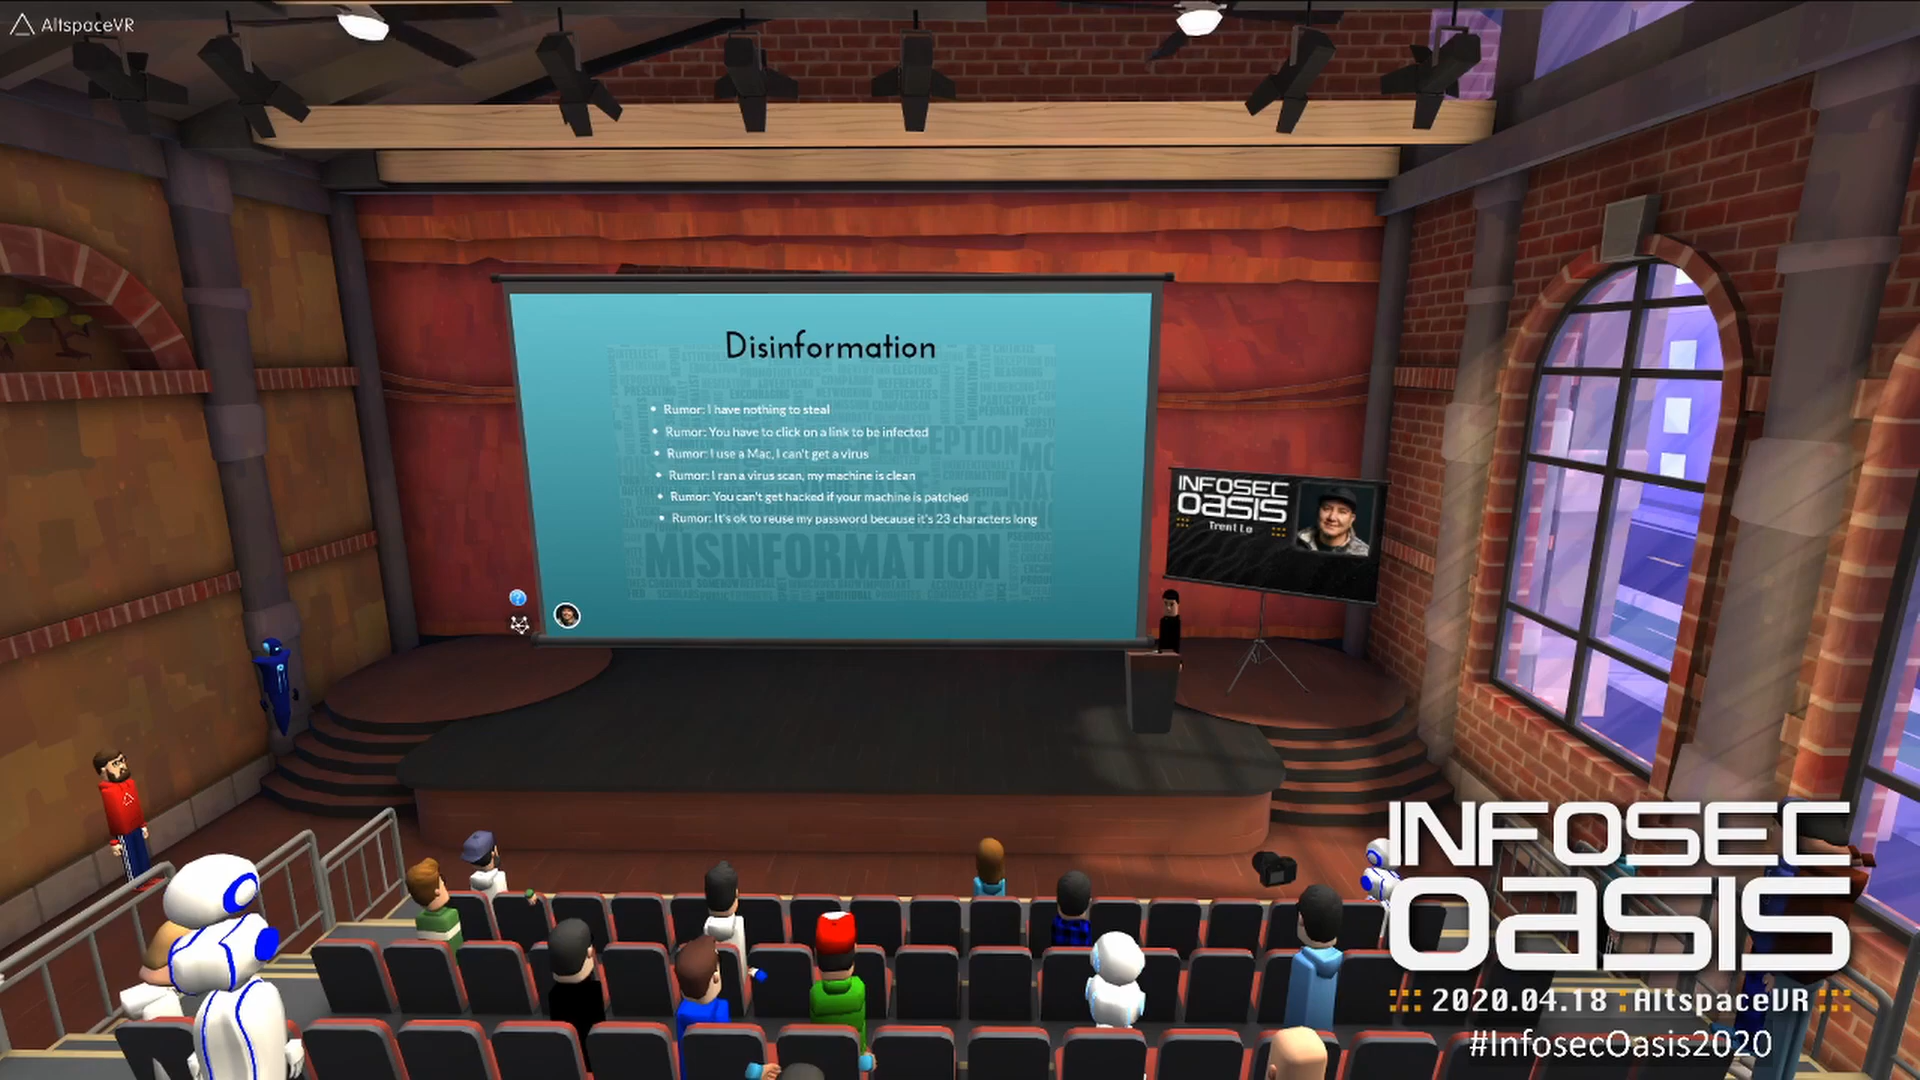 AltspaceVR
Disinformation
• Rumor: I have nothing to steal
• Rumor: You have to click on a link to be infected
• Rumor: I use a Mac, I can't get a virus
• Rumor: I ran a virus scan, my machine is clean
• Rumor: You can't get hacked if your machine is patched
• Rumor: It's ok to reuse my password because it's 23 characters long
MISINFORMATION
INFOSEC
OASIS
Trent Lo
INFOSEC
OASIS
2020.04.18 : AltspaceVR
#InfosecOasis2020